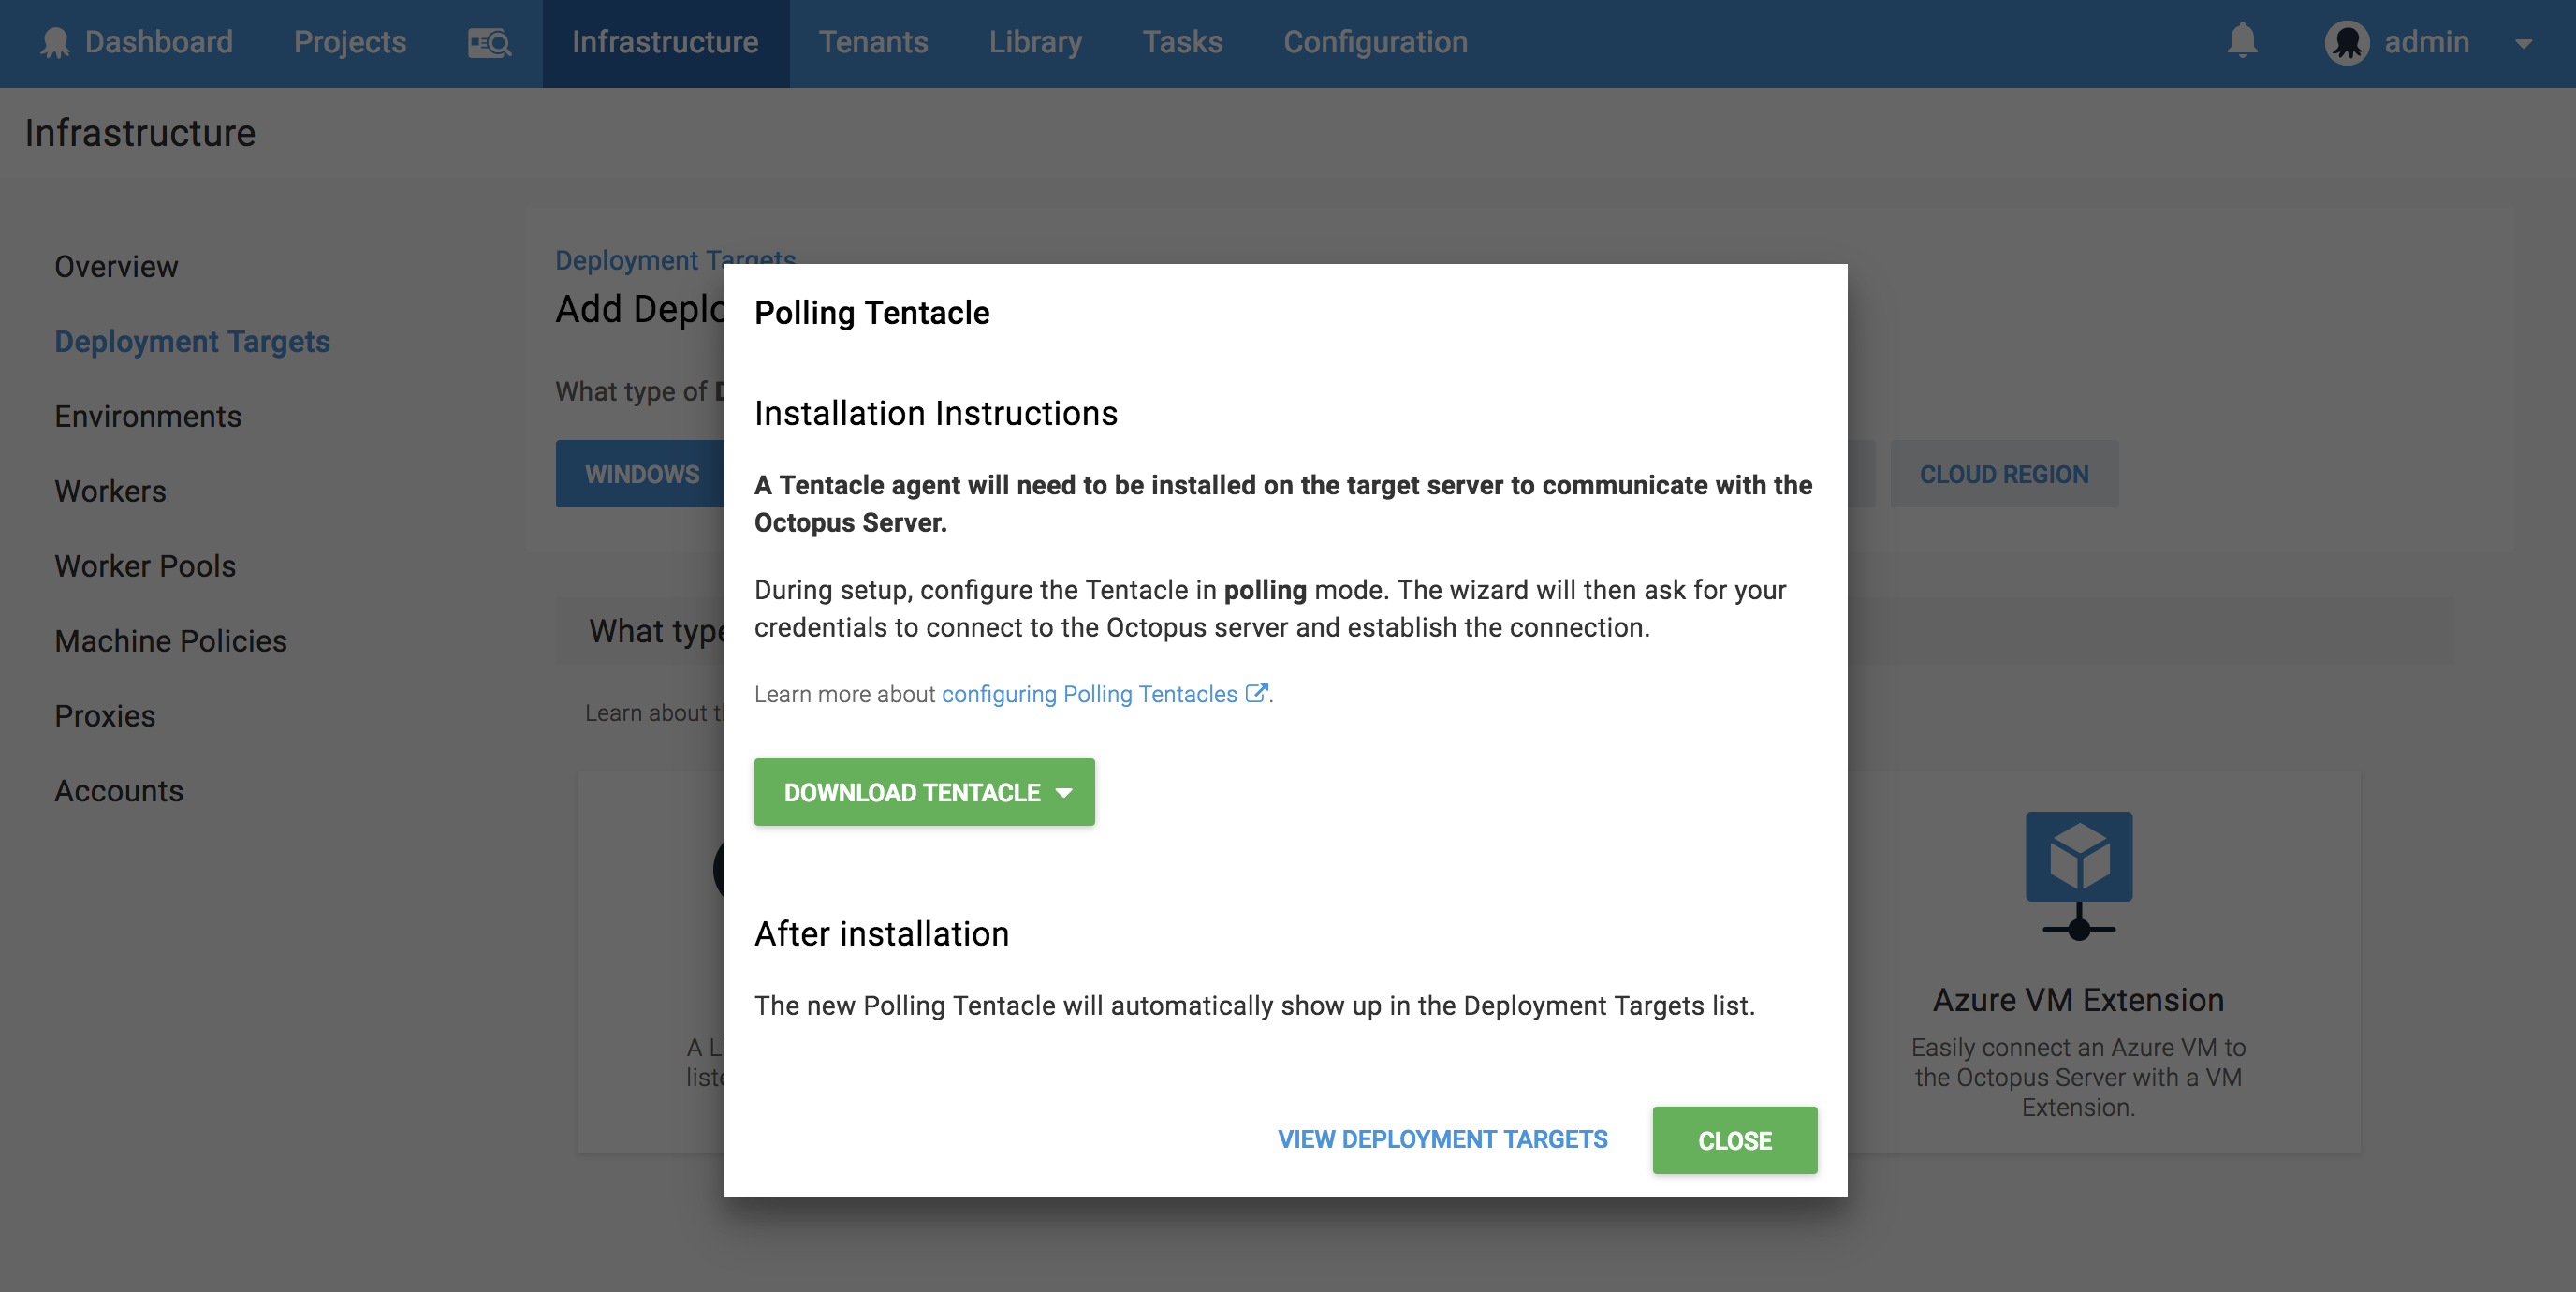 Dashboard
Projects
Infrastructure
Tenants
Library
Tasks
Configuration
admin
Infrastructure
Overview
Deployment Targets
Environments
Workers
Worker Pools
Machine Policies
Proxies
Accounts
Deployment Targets
Add Deplo
What type of
WINDOWS
CLOUD REGION
What type
Learn about t
A Li
liste
Azure VM Extension
Easily connect an Azure VM to
the Octopus Server with a VM
Extension.
Polling Tentacle
Installation Instructions
A Tentacle agent will need to be installed on the target server to communicate with the
Octopus Server.
During setup, configure the Tentacle in polling mode. The wizard will then ask for your
credentials to connect to the Octopus server and establish the connection.
Learn more about configuring Polling Tentacles.
DOWNLOAD TENTACLE
After installation
The new Polling Tentacle will automatically show up in the Deployment Targets list.
VIEW DEPLOYMENT TARGETS
CLOSE